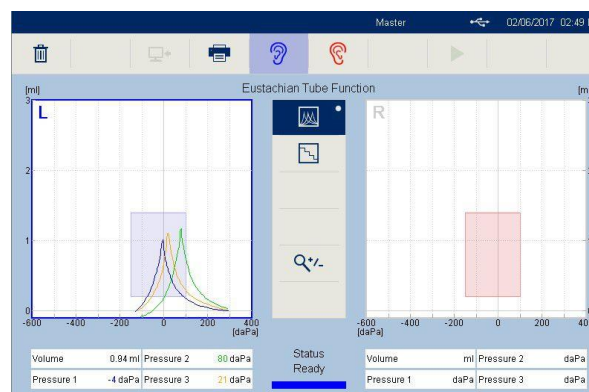 Master 02/06/2017 02:49
Eustachian Tube Function
[ml]
L
3
2
1
0
-600 -400 -200 0 200 400
[daPa]
R
-600 -400 -200 0 200
[daPa]
+/-
Volume 0.94 ml Pressure 2 80 daPa
Pressure 1 -4 daPa Pressure 3 21 daPa
Status
Ready
Volume ml Pressure 2 daPa
Pressure 1 daPa Pressure 3 daPa